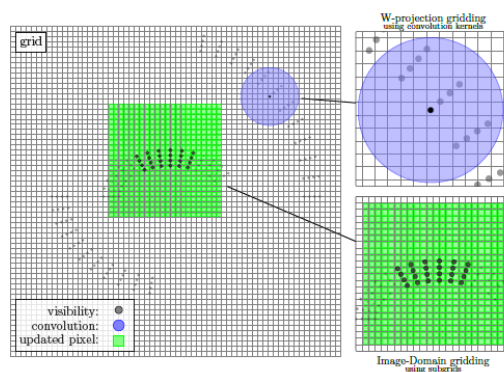 W-projection gridding
using convolution kernels
grid
visibility:
convolution:
updated pixel:
Image-Domain gridding
using subgrids